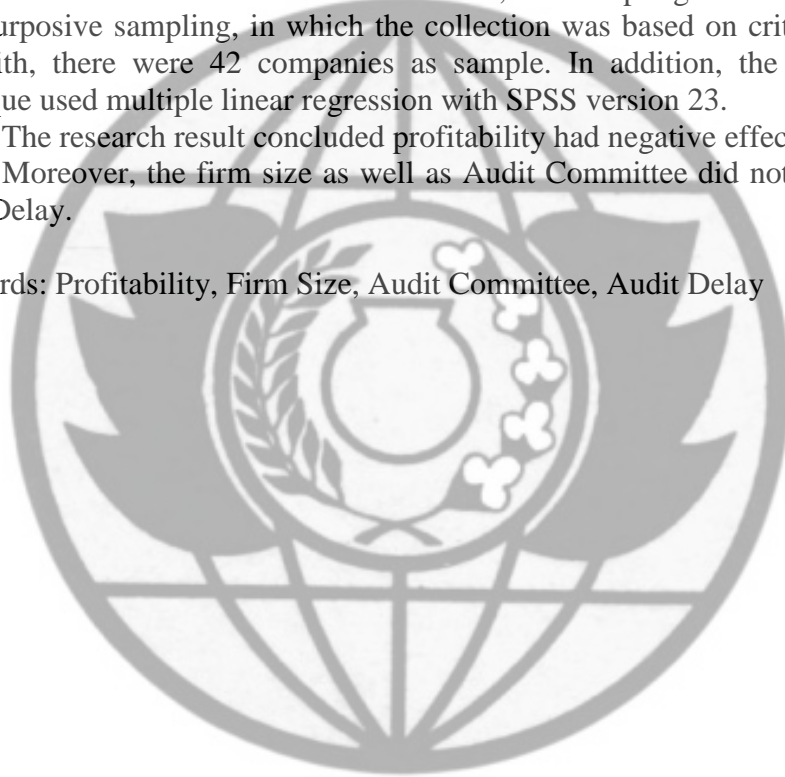 urposive sampling, in which the collection was based on crit
ith, there were 42 companies as sample. In addition, the
que used multiple linear regression with SPSS version 23.
The research result concluded profitability had negative effec
Moreover, the firm size as well as Audit Committee did not
Delay.
rds: Profitability, Firm Size, Audit Committee, Audit Delay